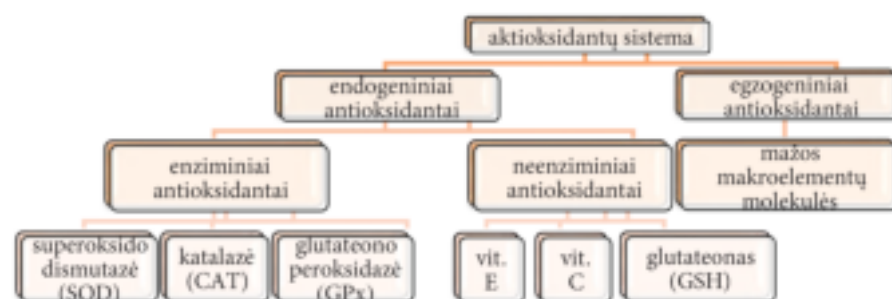 aktioksidantų sistema
endogeniniai
antioksidantai
egzogeniniai
antioksidantai
enziminiai
antioksidantai
neenziminiai
antioksidantai
mažos
makroelementų
molekulės
superoksido
dismutazė
(SOD)
katalazė
(CAT)
glutateono
peroksidazė
(GPx)
vit.
E
vit.
C
glutateonas
(GSH)